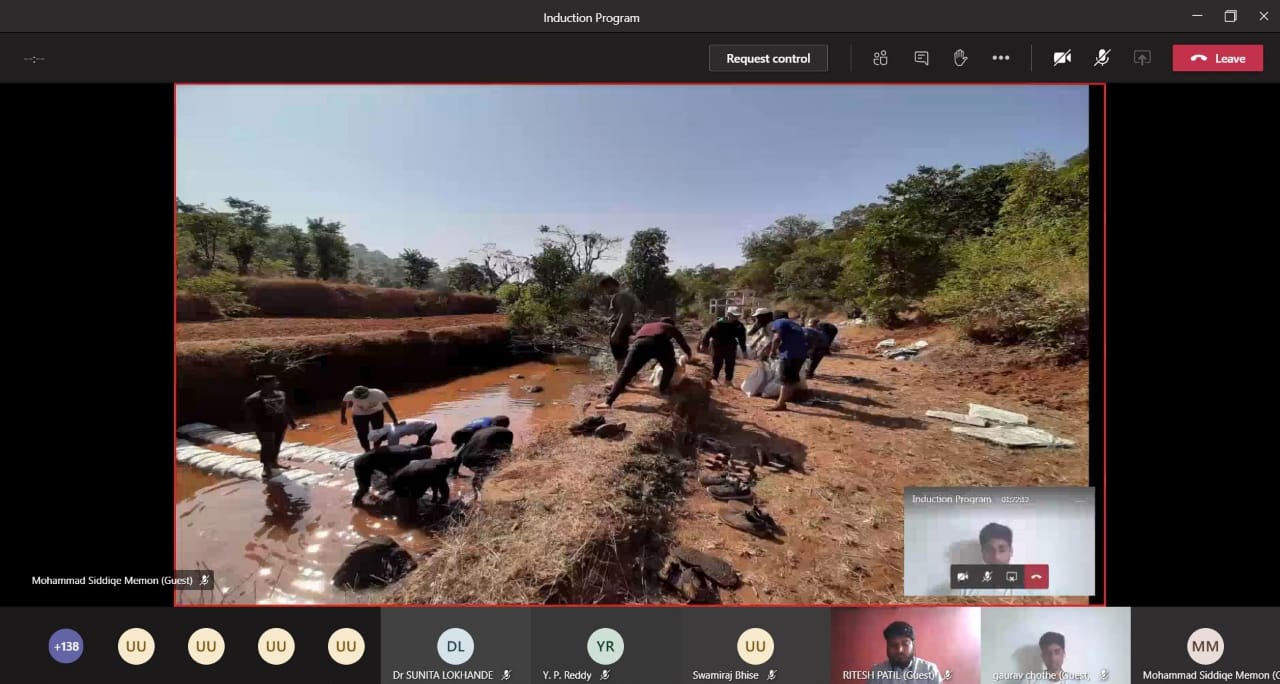 Induction Program
--:--
Request control
Leave
Induction Program
Mohammad Siddiqe Memon (Guest)
+138
UU
UU
UU
UU
DL
YR
UU
MM
Dr SUNITA LOKHANDE
Y. P. Reddy
Swamiraj Bhise
RITESH PATIL (Guest)
gaurav chothe (Guest)
Mohammad Siddiqe Memon (